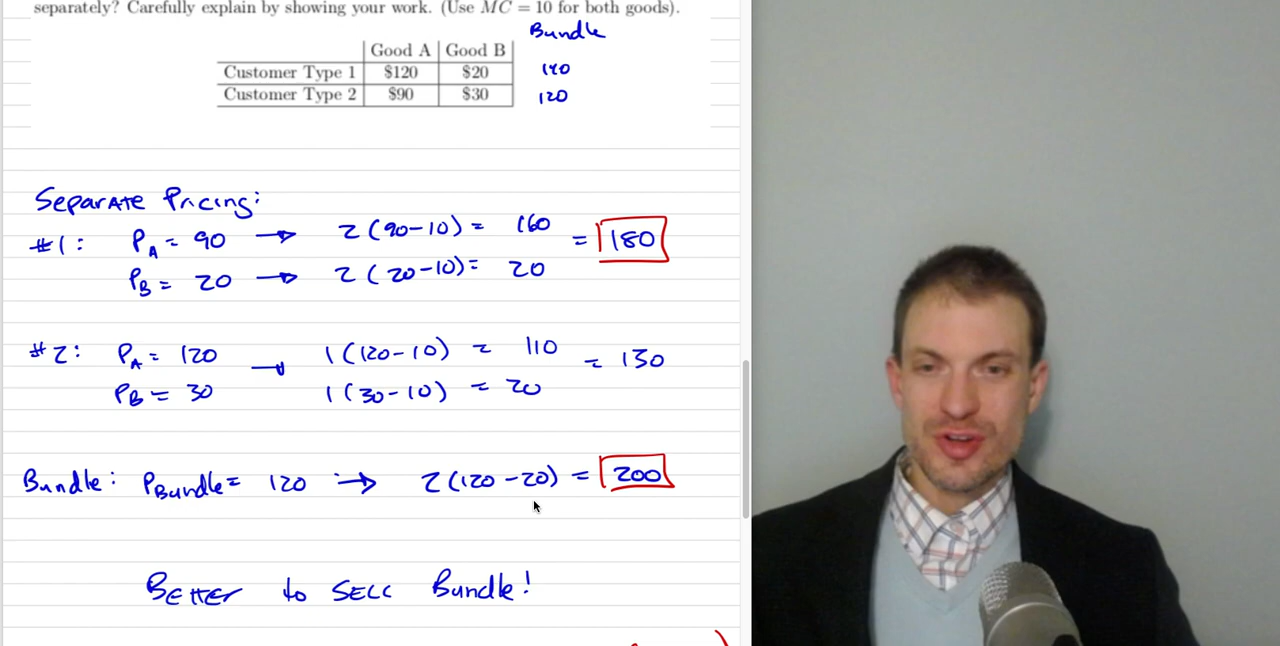 separately? Carefully explain by showing your work. (Use MC = 10 for both goods).
Bundle
Good A Good B
Customer Type 1 $120 $20 140
Customer Type 2 $90 $30 120
Separate Pricing:
#1: PA = 90 → 2(90-10) = 160
= 180
PB = 20 → 2(20-10) = 20
#2: PA = 120 → 1(120-10) = 110 = 130
PB = 30 1(30-10) = 20
Bundle: PBundle = 120 → 2(120-20) = 200
Better to SELL Bundle!